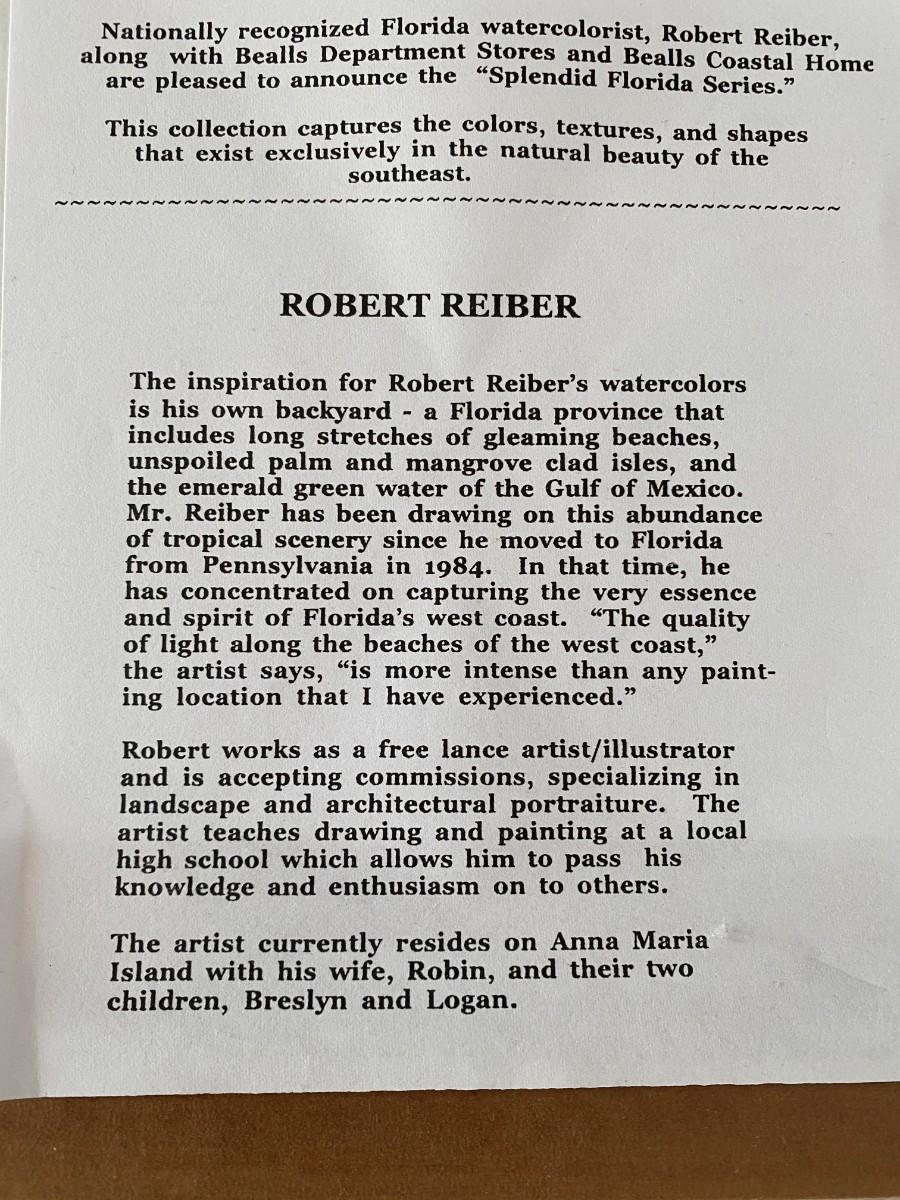 Nationally recognized Florida watercolorist, Robert Reiber,
along with Bealls Department Stores and Bealls Coastal Home
are pleased to announce the “Splendid Florida Series.”
This collection captures the colors, textures, and shapes
that exist exclusively in the natural beauty of the
southeast.
~~~~~~~~~~~~~~~~~~~~~~~~~~~~~~~~~~~~~~~~~~~~~~~~~
ROBERT REIBER
The inspiration for Robert Reiber’s watercolors
is his own backyard - a Florida province that
includes long stretches of gleaming beaches,
unspoiled palm and mangrove clad isles, and
the emerald green water of the Gulf of Mexico.
Mr. Reiber has been drawing on this abundance
of tropical scenery since he moved to Florida
from Pennsylvania in 1984. In that time, he
has concentrated on capturing the very essence
and spirit of Florida’s west coast. “The quality
of light along the beaches of the west coast,”
the artist says, “is more intense than any paint-
ing location that I have experienced.”
Robert works as a free lance artist/illustrator
and is accepting commissions, specializing in
landscape and architectural portraiture. The
artist teaches drawing and painting at a local
high school which allows him to pass his
knowledge and enthusiasm on to others.
The artist currently resides on Anna Maria
Island with his wife, Robin, and their two
children, Breslyn and Logan.